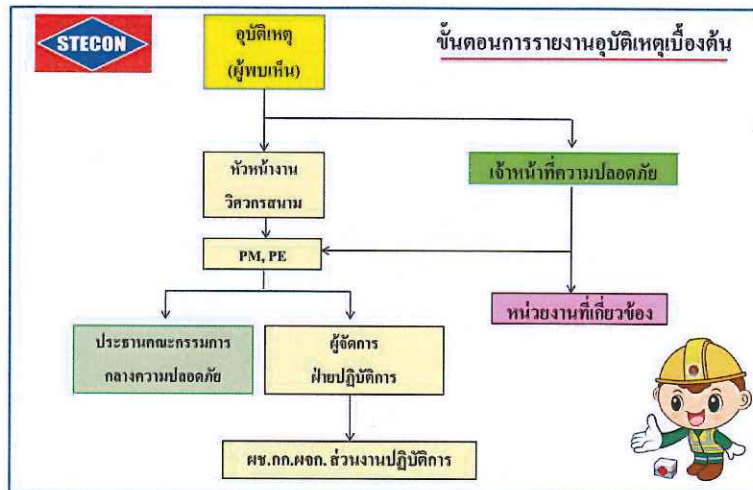 STECON
อุบัติเหตุ
(ผู้พบเห็น)
ขั้นตอนการรายงานอุบัติเหตุเบื้องต้น
หัวหน้างาน
วิศวกรสนาม
เจ้าหน้าที่ความปลอดภัย
PM, PE
หน่วยงานที่เกี่ยวข้อง
ประธานคณะกรรมการ
กลางความปลอดภัย
ผู้จัดการ
ฝ่ายปฏิบัติการ
ผช.กก.ผจก. ส่วนงานปฏิบัติการ